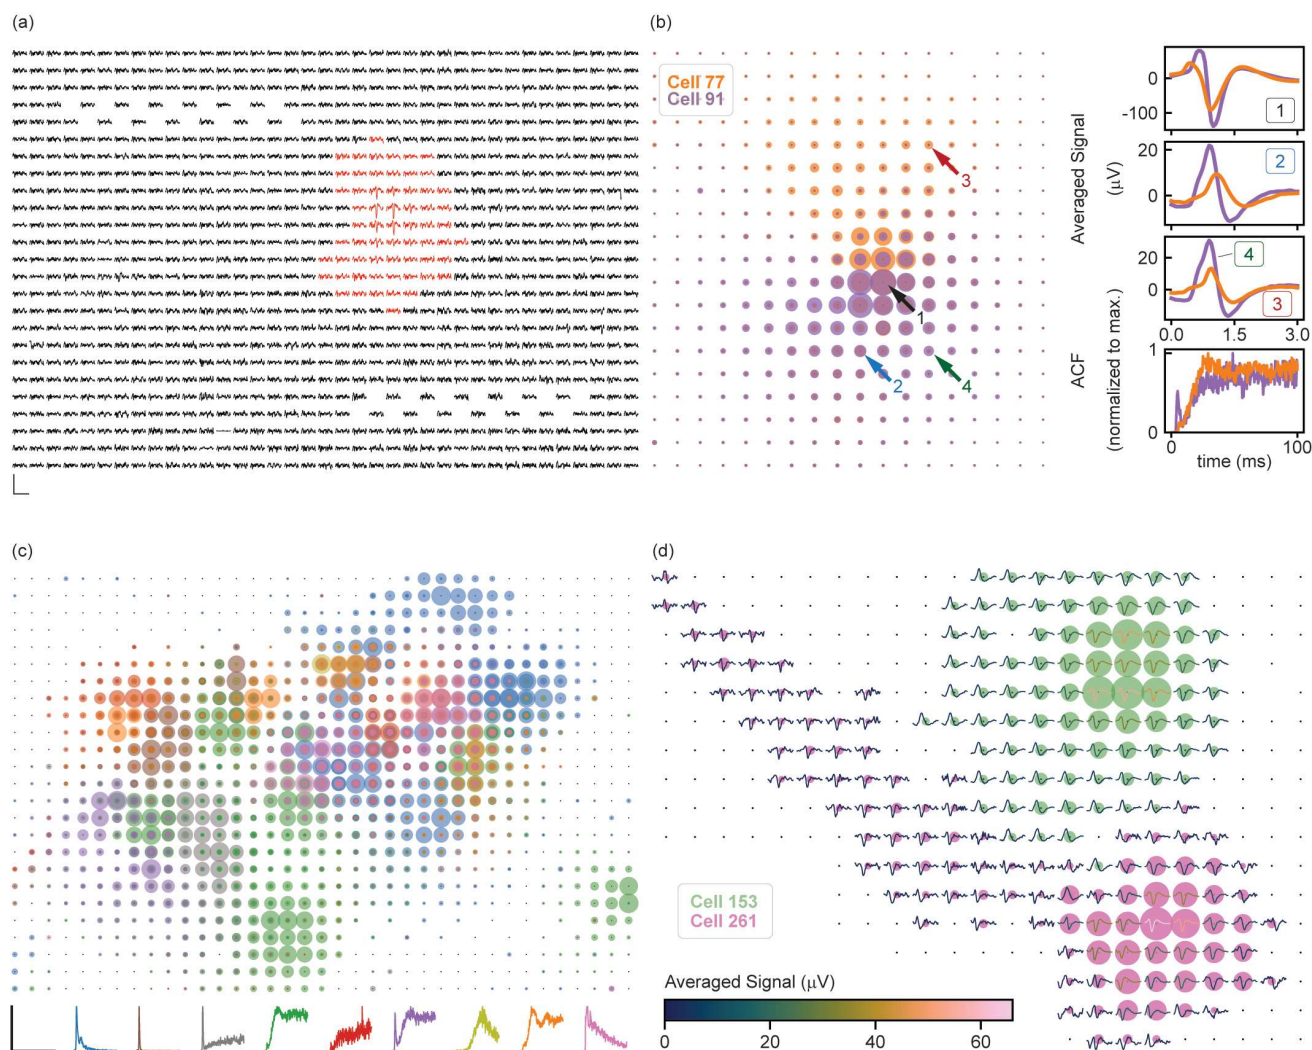 (a)
(b)
Cell 77
Cell 91
3
1
2
4
Averaged Signal
(μV)
0
-100
1
20
0
2
20
0
4
3
0.0
1.5
3.0
ACF
(normalized to max.)
1
0
0
100
time (ms)
(c)
(d)
Cell 153
Cell 261
Averaged Signal (μV)
0
20
40
60